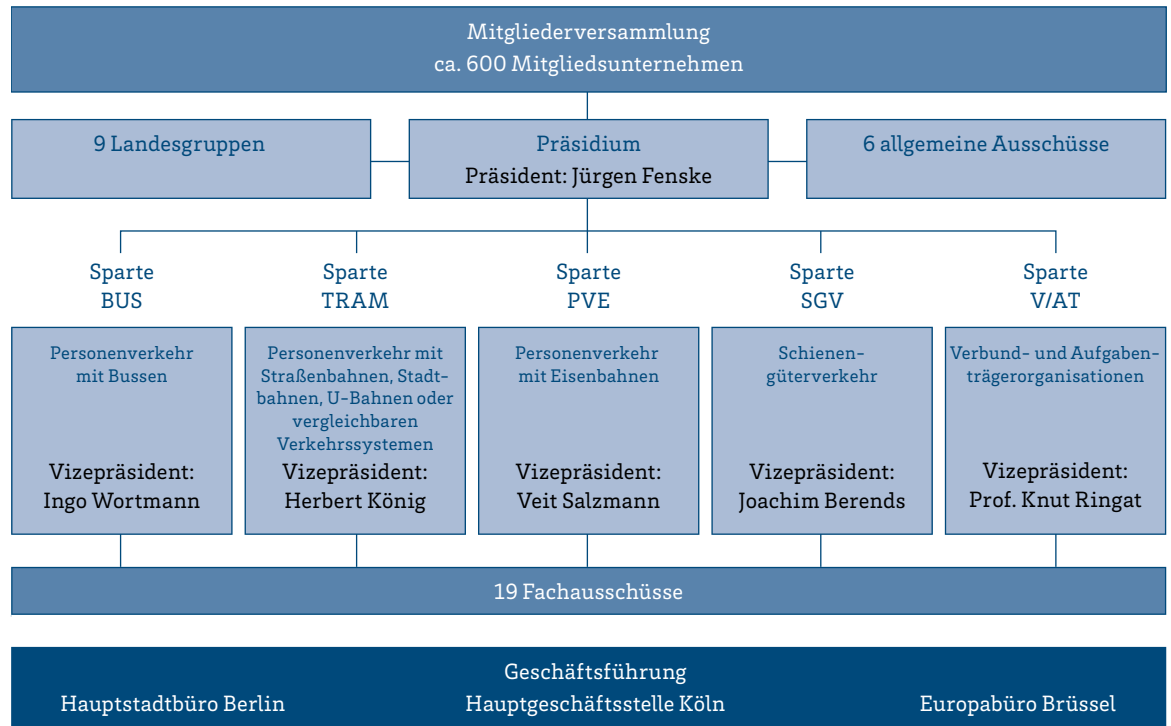 Mitgliederversammlung
ca. 600 Mitgliedsunternehmen
9 Landesgruppen
Präsidium
Präsident: Jürgen Fenske
6 allgemeine Ausschüsse
Sparte
BUS
Sparte
TRAM
Sparte
PVE
Sparte
SGV
Sparte
V/AT
Personenverkehr
mit Bussen
Vizepräsident:
Ingo Wortmann
Personenverkehr mit
Straßenbahnen, Stadt-
bahnen, U-Bahnen oder
vergleichbaren
Verkehrssystemen
Vizepräsident:
Herbert König
Personenverkehr
mit Eisenbahnen
Vizepräsident:
Veit Salzmann
Schienen-
güterverkehr
Vizepräsident:
Joachim Berends
Verbund- und Aufgaben-
trägerorganisationen
Vizepräsident:
Prof. Knut Ringat
19 Fachausschüsse
Geschäftsführung
Hauptstadtbüro Berlin
Hauptgeschäftsstelle Köln
Europabüro Brüssel